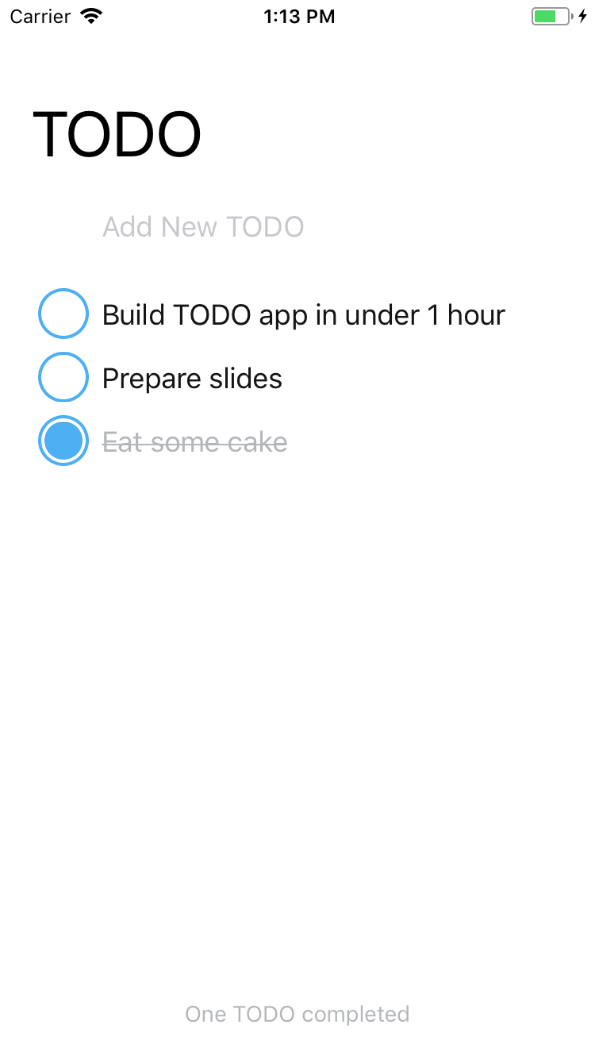 Carrier 1:13 PM
TODO
Add New TODO
Build TODO app in under 1 hour
Prepare slides
Eat some cake
One TODO completed